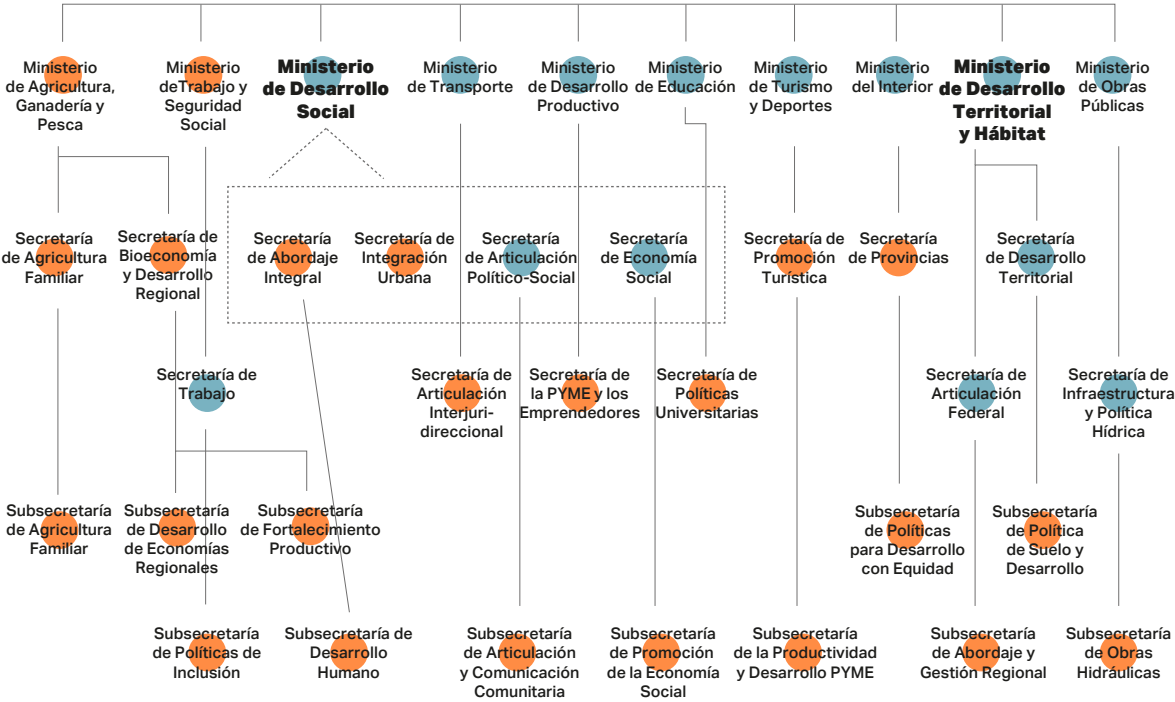 Ministerio
de Agricultura,
Ganadería y
Pesca
Ministerio
deTrabajo y
Seguridad
Social
Ministerio
de Desarrollo
Social
Ministerio
de Transporte
Ministerio
de Desarrollo
Productivo
Ministerio
de Educación
Ministerio
de Turismo
y Deportes
Ministerio
del Interior
Ministerio
de Desarrollo
Territorial
y Hábitat
Ministerio
de Obras
Públicas
Secretaría
de Agricultura
Familiar
Secretaría de
Bioeconomía
y Desarrollo
Regional
Secretaría
de Abordaje
Integral
Secretaría de
Integración
Urbana
Secretaría
de Articulación
Político-Social
Secretaría
de Economía
Social
Secretaría de
Promoción
Turística
Secretaría
de Provincias
Secretaría
de Desarrollo
Territorial
Secretaría de
Trabajo
Secretaría de
Articulación
Interjuri-
direccional
Secretaría de
la PYME y los
Emprendedores
Secretaría de
Políticas
Universitarias
Secretaría de
Articulación
Federal
Secretaría de
Infraestructura
y Política
Hídrica
Subsecretaría
de Agricultura
Familiar
Subsecretaría
de Desarrollo
de Economías
Regionales
Subsecretaría
de Fortalecimiento
Productivo
Subsecretaría
de Políticas
para Desarrollo
con Equidad
Subsecretaría
de Política
de Suelo y
Desarrollo
Subsecretaría
de Políticas de
Inclusión
Subsecretaría de
Desarrollo
Humano
Subsecretaría
de Articulación
y Comunicación
Comunitaria
Subsecretaría
de Promoción
de la Economía
Social
Subsecretaría
de la Productividad
y Desarrollo PYME
Subsecretaría
de Abordaje y
Gestión Regional
Subsecretaría
de Obras
Hidráulicas